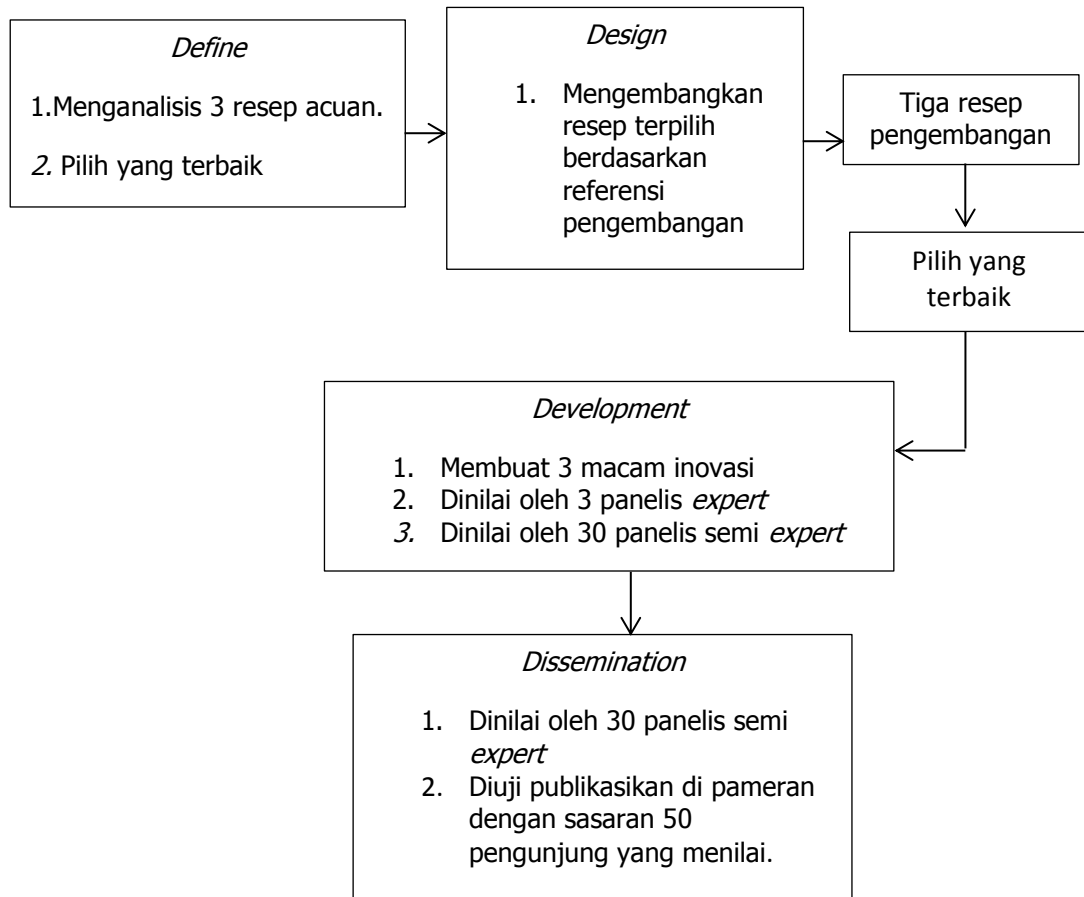 Define
1.Menganalisis 3 resep acuan.
2. Pilih yang terbaik
Design
1. Mengembangkan
resep terpilih
berdasarkan
referensi
pengembangan
Tiga resep
pengembangan
Pilih yang
terbaik
Development
1. Membuat 3 macam inovasi
2. Dinilai oleh 3 panelis expert
3. Dinilai oleh 30 panelis semi expert
Dissemination
1. Dinilai oleh 30 panelis semi
expert
2. Diuji publikasikan di pameran
dengan sasaran 50
pengunjung yang menilai.